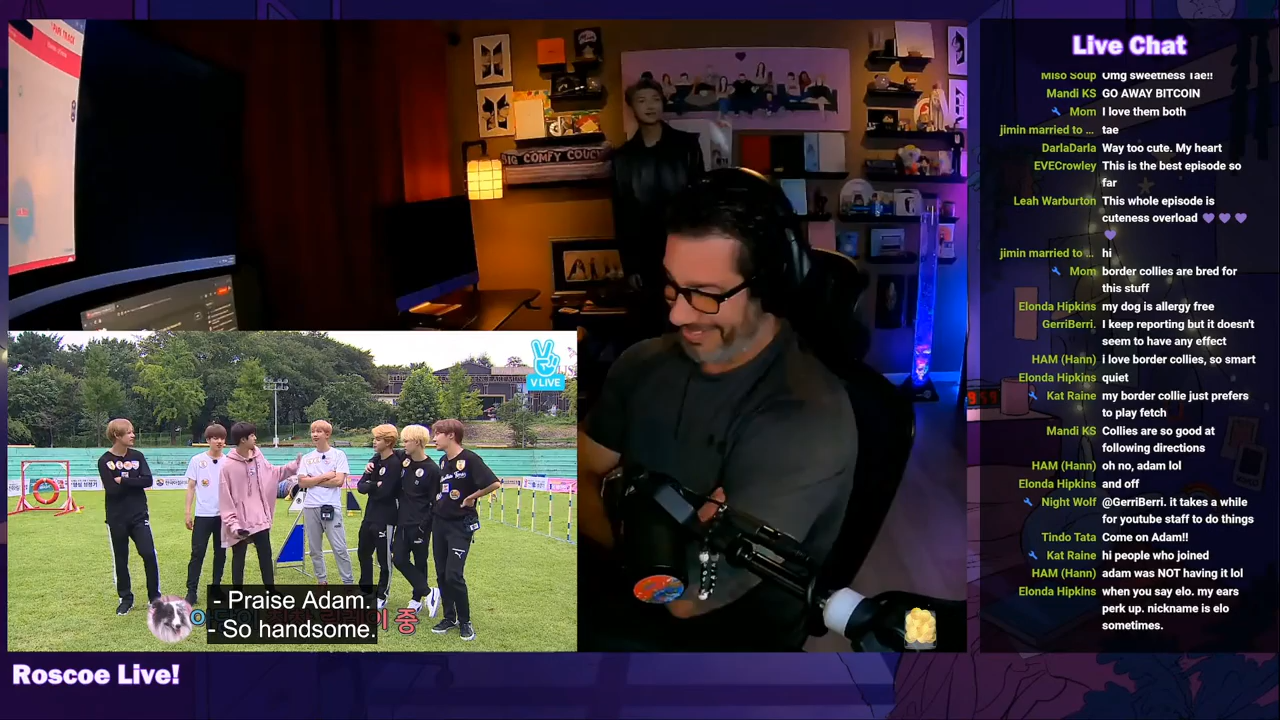 Live Chat
Miso Soup Omg sweetness Tae!!
Mandi KS GO AWAY BITCOIN
Mom I love them both
jimin married to ... tae
DarlaDarla Way too cute. My heart
EVECrowley This is the best episode so
far
Leah Warburton This whole episode is
cuteness overload 💜 💜 💜
💜
jimin married to ... hi
Mom border collies are bred for
this stuff
Elonda Hipkins my dog is allergy free
GerriBerri. I keep reporting but it doesn't
seem to have any effect
HAM (Hann) i love border collies, so smart
Elonda Hipkins quiet
Kat Raine my border collie just prefers
to play fetch
Mandi KS Collies are so good at
following directions
HAM (Hann) oh no, adam lol
Elonda Hipkins and off
Night Wolf @GerriBerri. it takes a while
for youtube staff to do things
Tindo Tata Come on Adam!!
Kat Raine hi people who joined
HAM (Hann) adam was NOT having it lol
Elonda Hipkins when you say elo. my ears
perk up. nickname is elo
sometimes.
BIG COMFY COUCH
V LIVE
- Praise Adam.
- So handsome.
중
Roscoe Live!